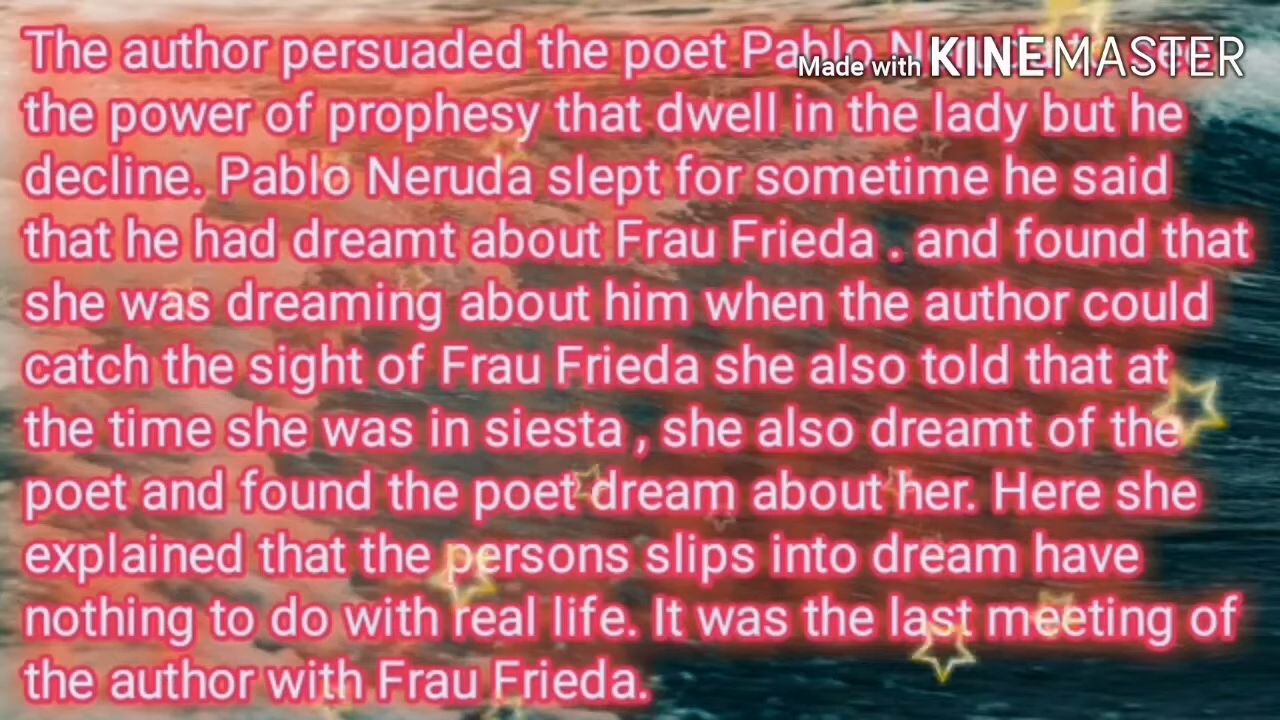 The author persuaded the poet Pablo
Made with KINEMASTER
the power of prophesy that dwell in the lady but he
decline. Pablo Neruda slept for sometime he said
that he had dreamt about Frau Frieda . and found that
she was dreaming about him when the author could
catch the sight of Frau Frieda she also told that at
the time she was in siesta , she also dreamt of the
poet and found the poet dream about her. Here she
explained that the persons slips into dream have
nothing to do with real life. It was the last meeting of
the author with Frau Frieda.